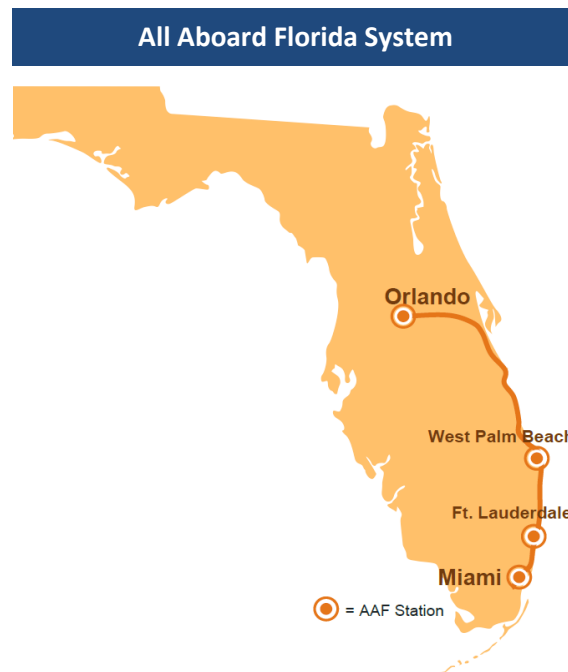 All Aboard Florida System
Orlando
West Palm Beach
Ft. Lauderdale
Miami
= AAF Station